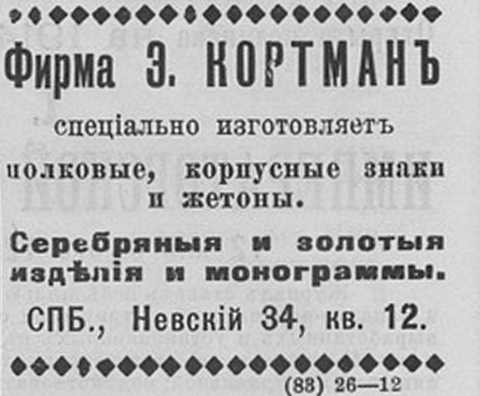 Фирма Э. КОРТМАНЪ
спеціально изготовляетъ
полковые, корпусные знаки
и жетоны.
Серебряныя и золотыя
издѣлія и монограммы.
СПБ., Невскій 34, кв. 12.
(83) 26—12